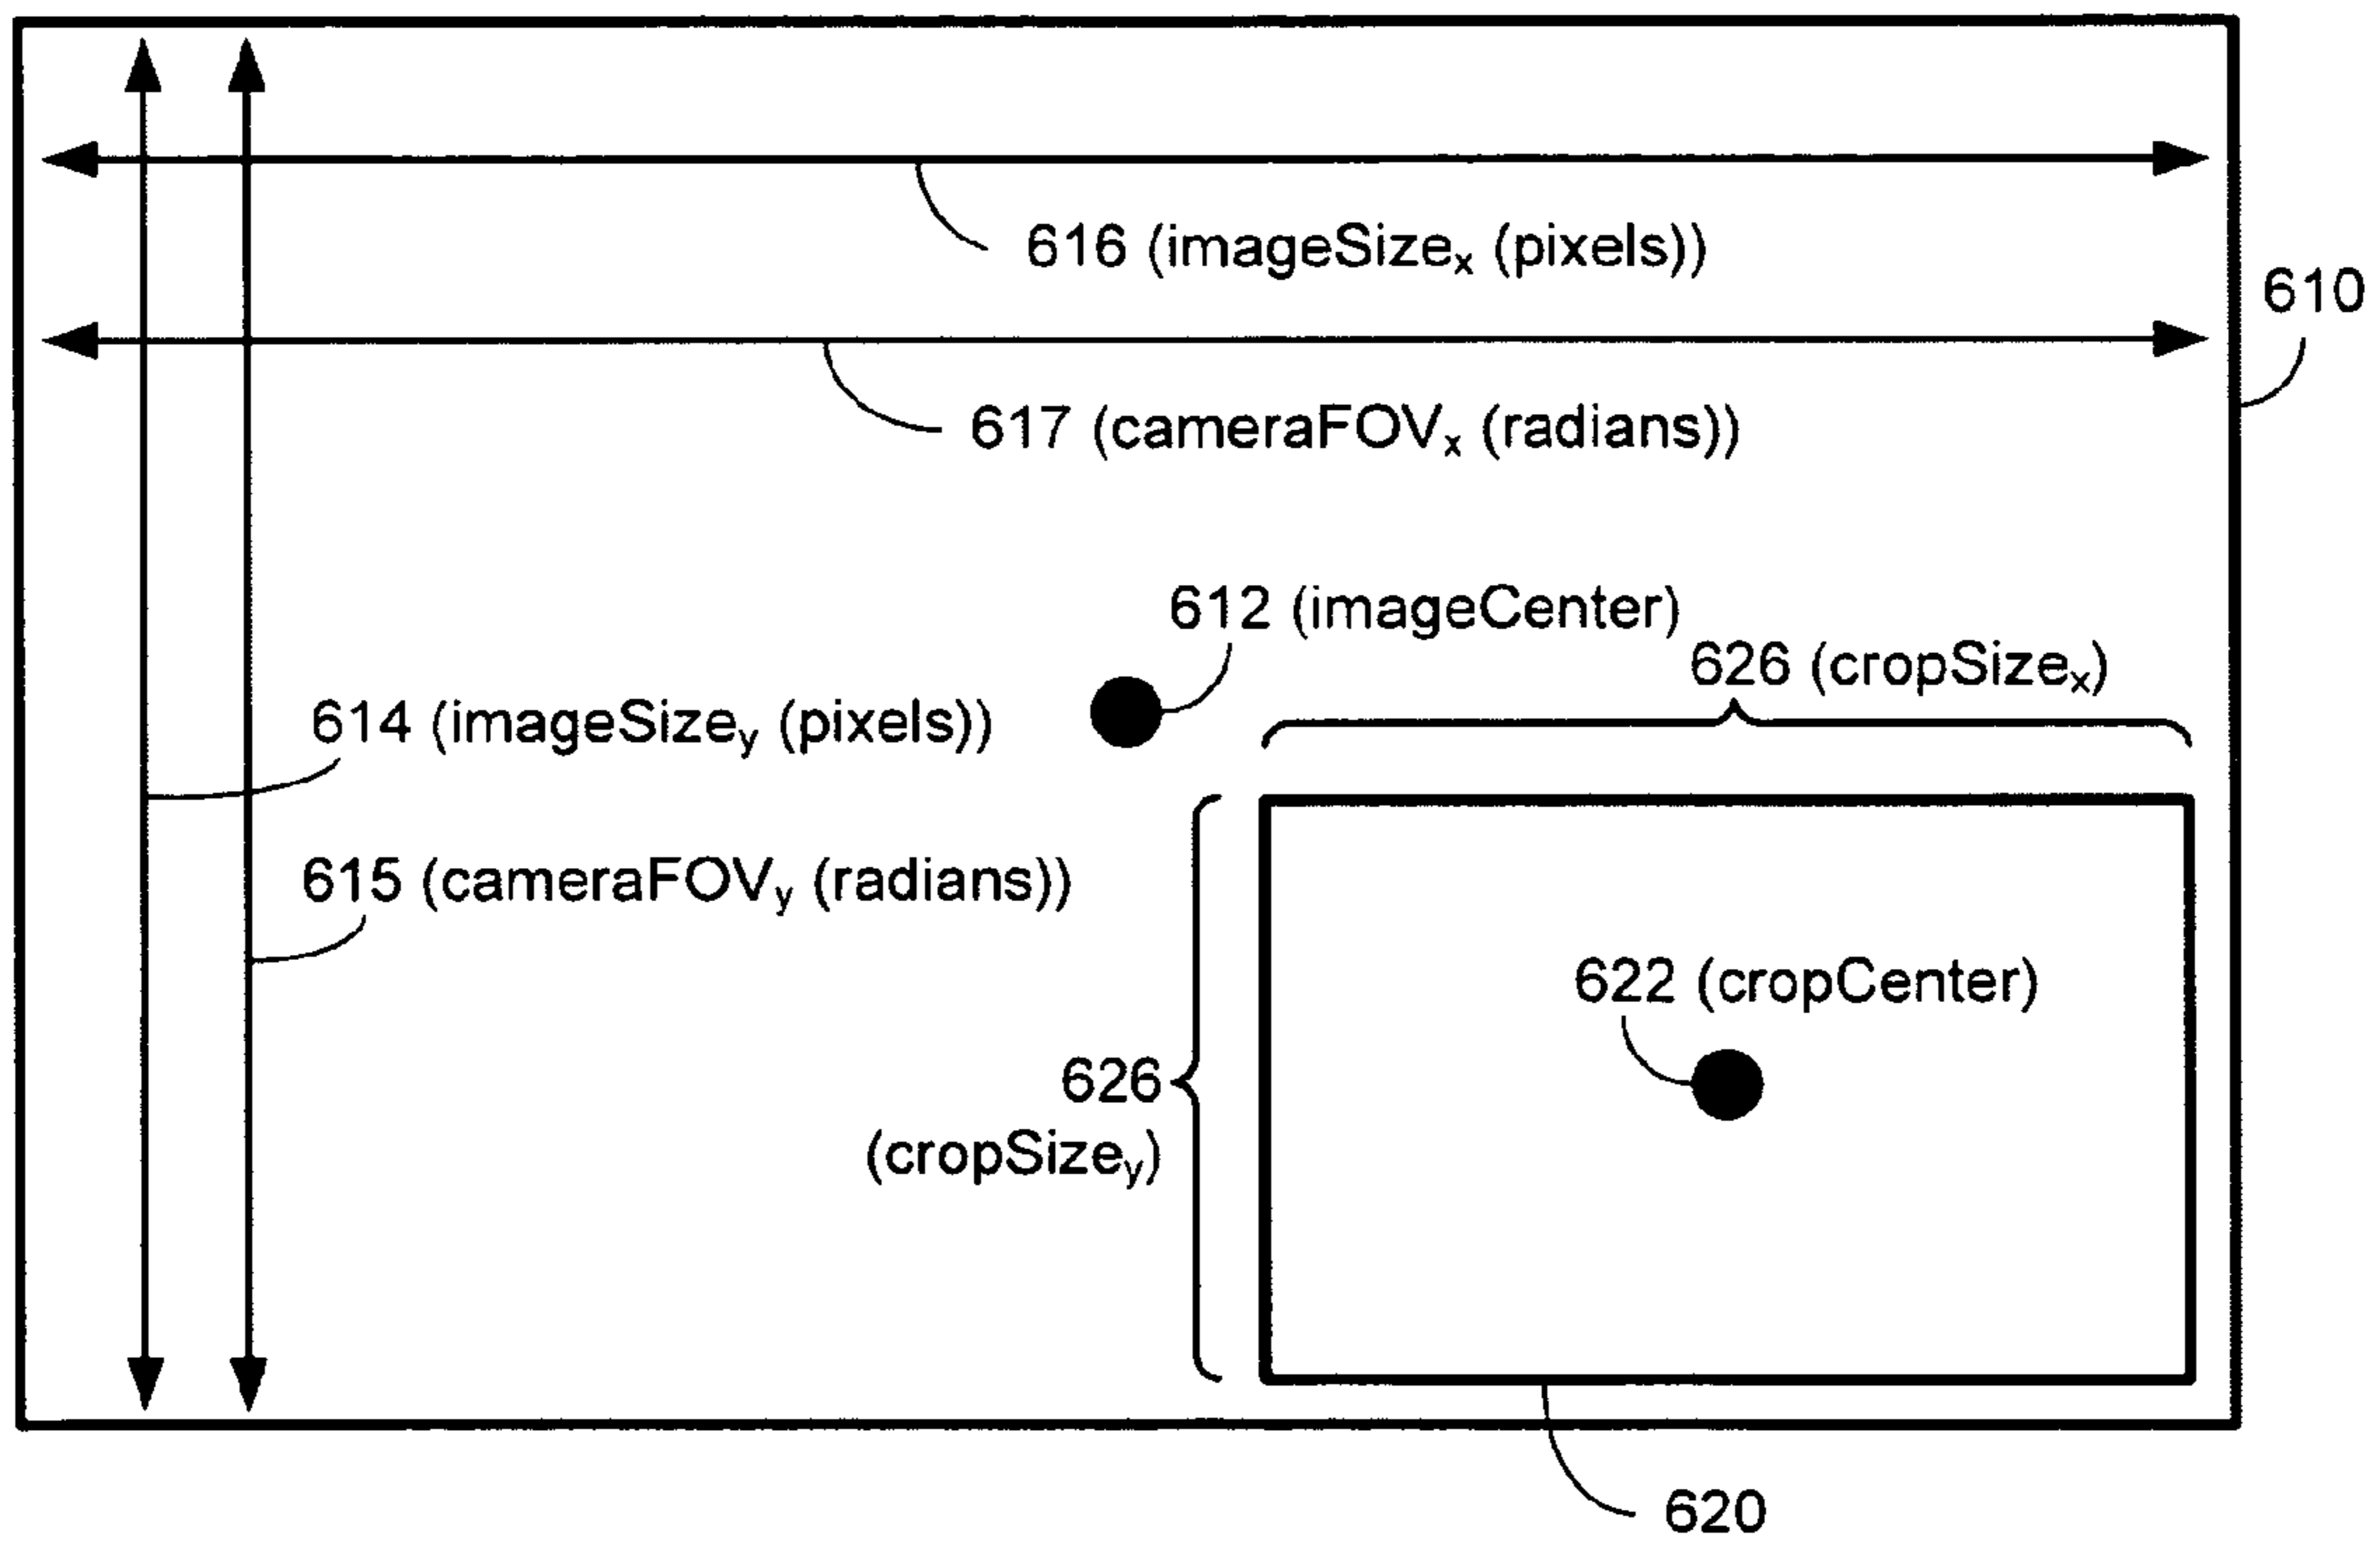 616 (imageSizex (pixels))
610
617 (cameraFOVx (radians))
612 (imageCenter)
626 (cropSizex)
614 (imageSizey (pixels))
615 (cameraFOVy (radians))
622 (cropCenter)
626
(cropSizey)
620